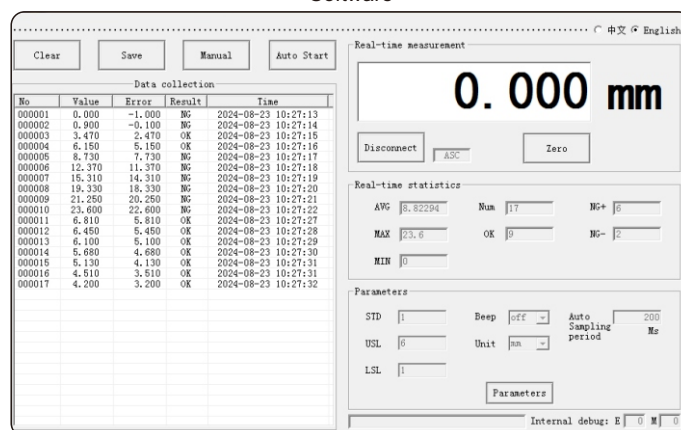 Software
中文 English
Clear Save Manual Auto Start
Data collection
No Value Error Result Time
000001 0.000 -1.000 NG 2024-08-23 10:27:13
000002 0.900 -0.100 NG 2024-08-23 10:27:14
000003 3.470 2.470 OK 2024-08-23 10:27:15
000004 6.150 5.150 OK 2024-08-23 10:27:16
000005 8.730 7.730 NG 2024-08-23 10:27:17
000006 12.370 11.370 NG 2024-08-23 10:27:18
000007 15.310 14.310 NG 2024-08-23 10:27:19
000008 19.330 18.330 NG 2024-08-23 10:27:20
000009 21.250 20.250 NG 2024-08-23 10:27:21
000010 23.600 22.600 NG 2024-08-23 10:27:22
000011 6.810 5.810 OK 2024-08-23 10:27:27
000012 6.450 5.450 OK 2024-08-23 10:27:28
000013 6.100 5.100 OK 2024-08-23 10:27:29
000014 5.680 4.680 OK 2024-08-23 10:27:30
000015 5.130 4.130 OK 2024-08-23 10:27:31
000016 4.510 3.510 OK 2024-08-23 10:27:31
000017 4.200 3.200 OK 2024-08-23 10:27:32
Real-time measurement
0.000 mm
Disconnect ASC Zero
Real-time statistics
AVG 8.82294 Num 17 NG+ 6
MAX 23.6 OK 9 NG- 2
MIN 0
Parameters
STD 1 Beep off Auto Sampling period 200 Ms
USL 6 Unit mm
LSL 1
Parameters
Internal debug: E 0 M 0